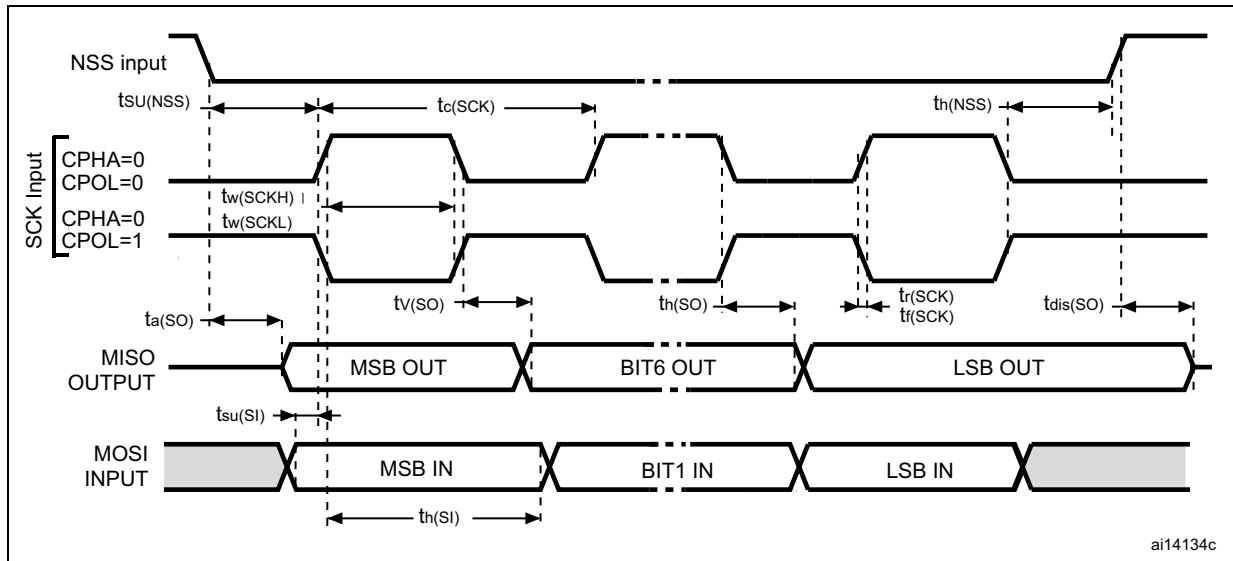 NSS input
tSU(NSS)
tc(SCK)
th(NSS)
SCK Input
CPHA=0
CPOL=0
tw(SCKH)
CPHA=0
tw(SCKL)
CPOL=1
tV(SO)
th(SO)
tr(SCK)
tf(SCK)
tdis(SO)
ta(SO)
MISO
OUTPUT
MSB OUT
BIT6 OUT
LSB OUT
tsu(SI)
MOSI
INPUT
MSB IN
BIT1 IN
LSB IN
th(SI)
ai14134c